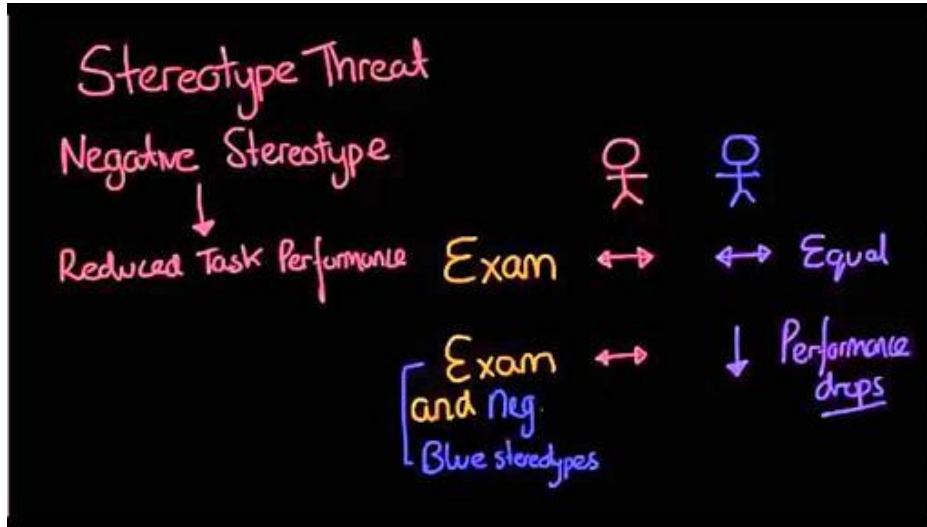 Stereotype Threat
Negative Stereotype
Reduced Task Performance
Exam
Equal
Exam
and Neg.
Blue stereotypes
Performance
drops